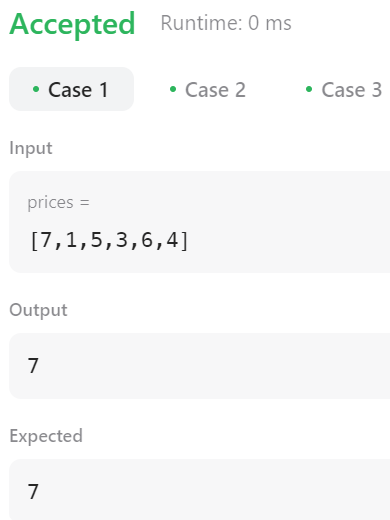 Accepted Runtime: 0 ms
• Case 1 • Case 2 • Case 3
Input
prices =
[7,1,5,3,6,4]
Output
7
Expected
7